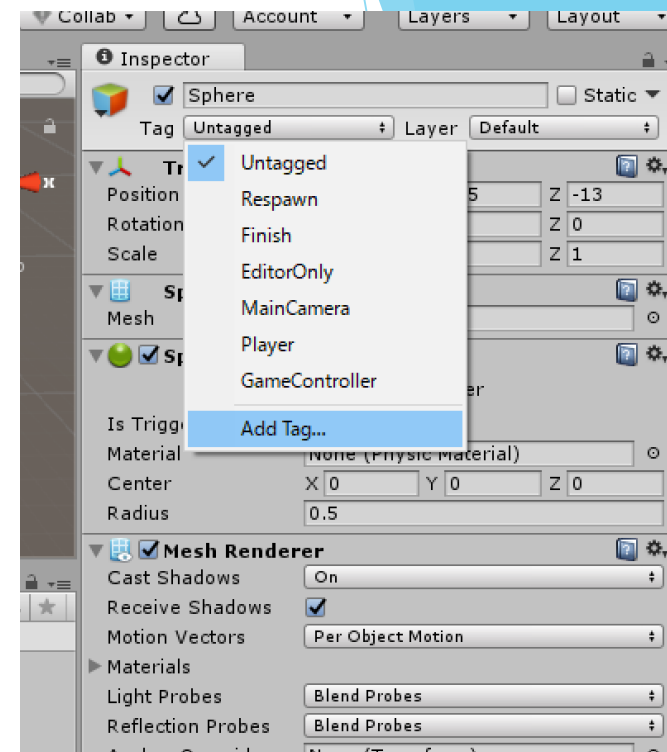 Collab Account Layers Layout
Inspector
Sphere Static
Tag Untagged Layer Default
Untagged
Respawn
Finish
EditorOnly
MainCamera
Player
GameController
Add Tag...
Position 5 Z -13
Rotation Z 0
Scale Z 1
Mesh
Is Trigg
Material None (Physic Material)
Center X 0 Y 0 Z 0
Radius 0.5
Mesh Renderer
Cast Shadows On
Receive Shadows
Motion Vectors Per Object Motion
Materials
Light Probes Blend Probes
Reflection Probes Blend Probes